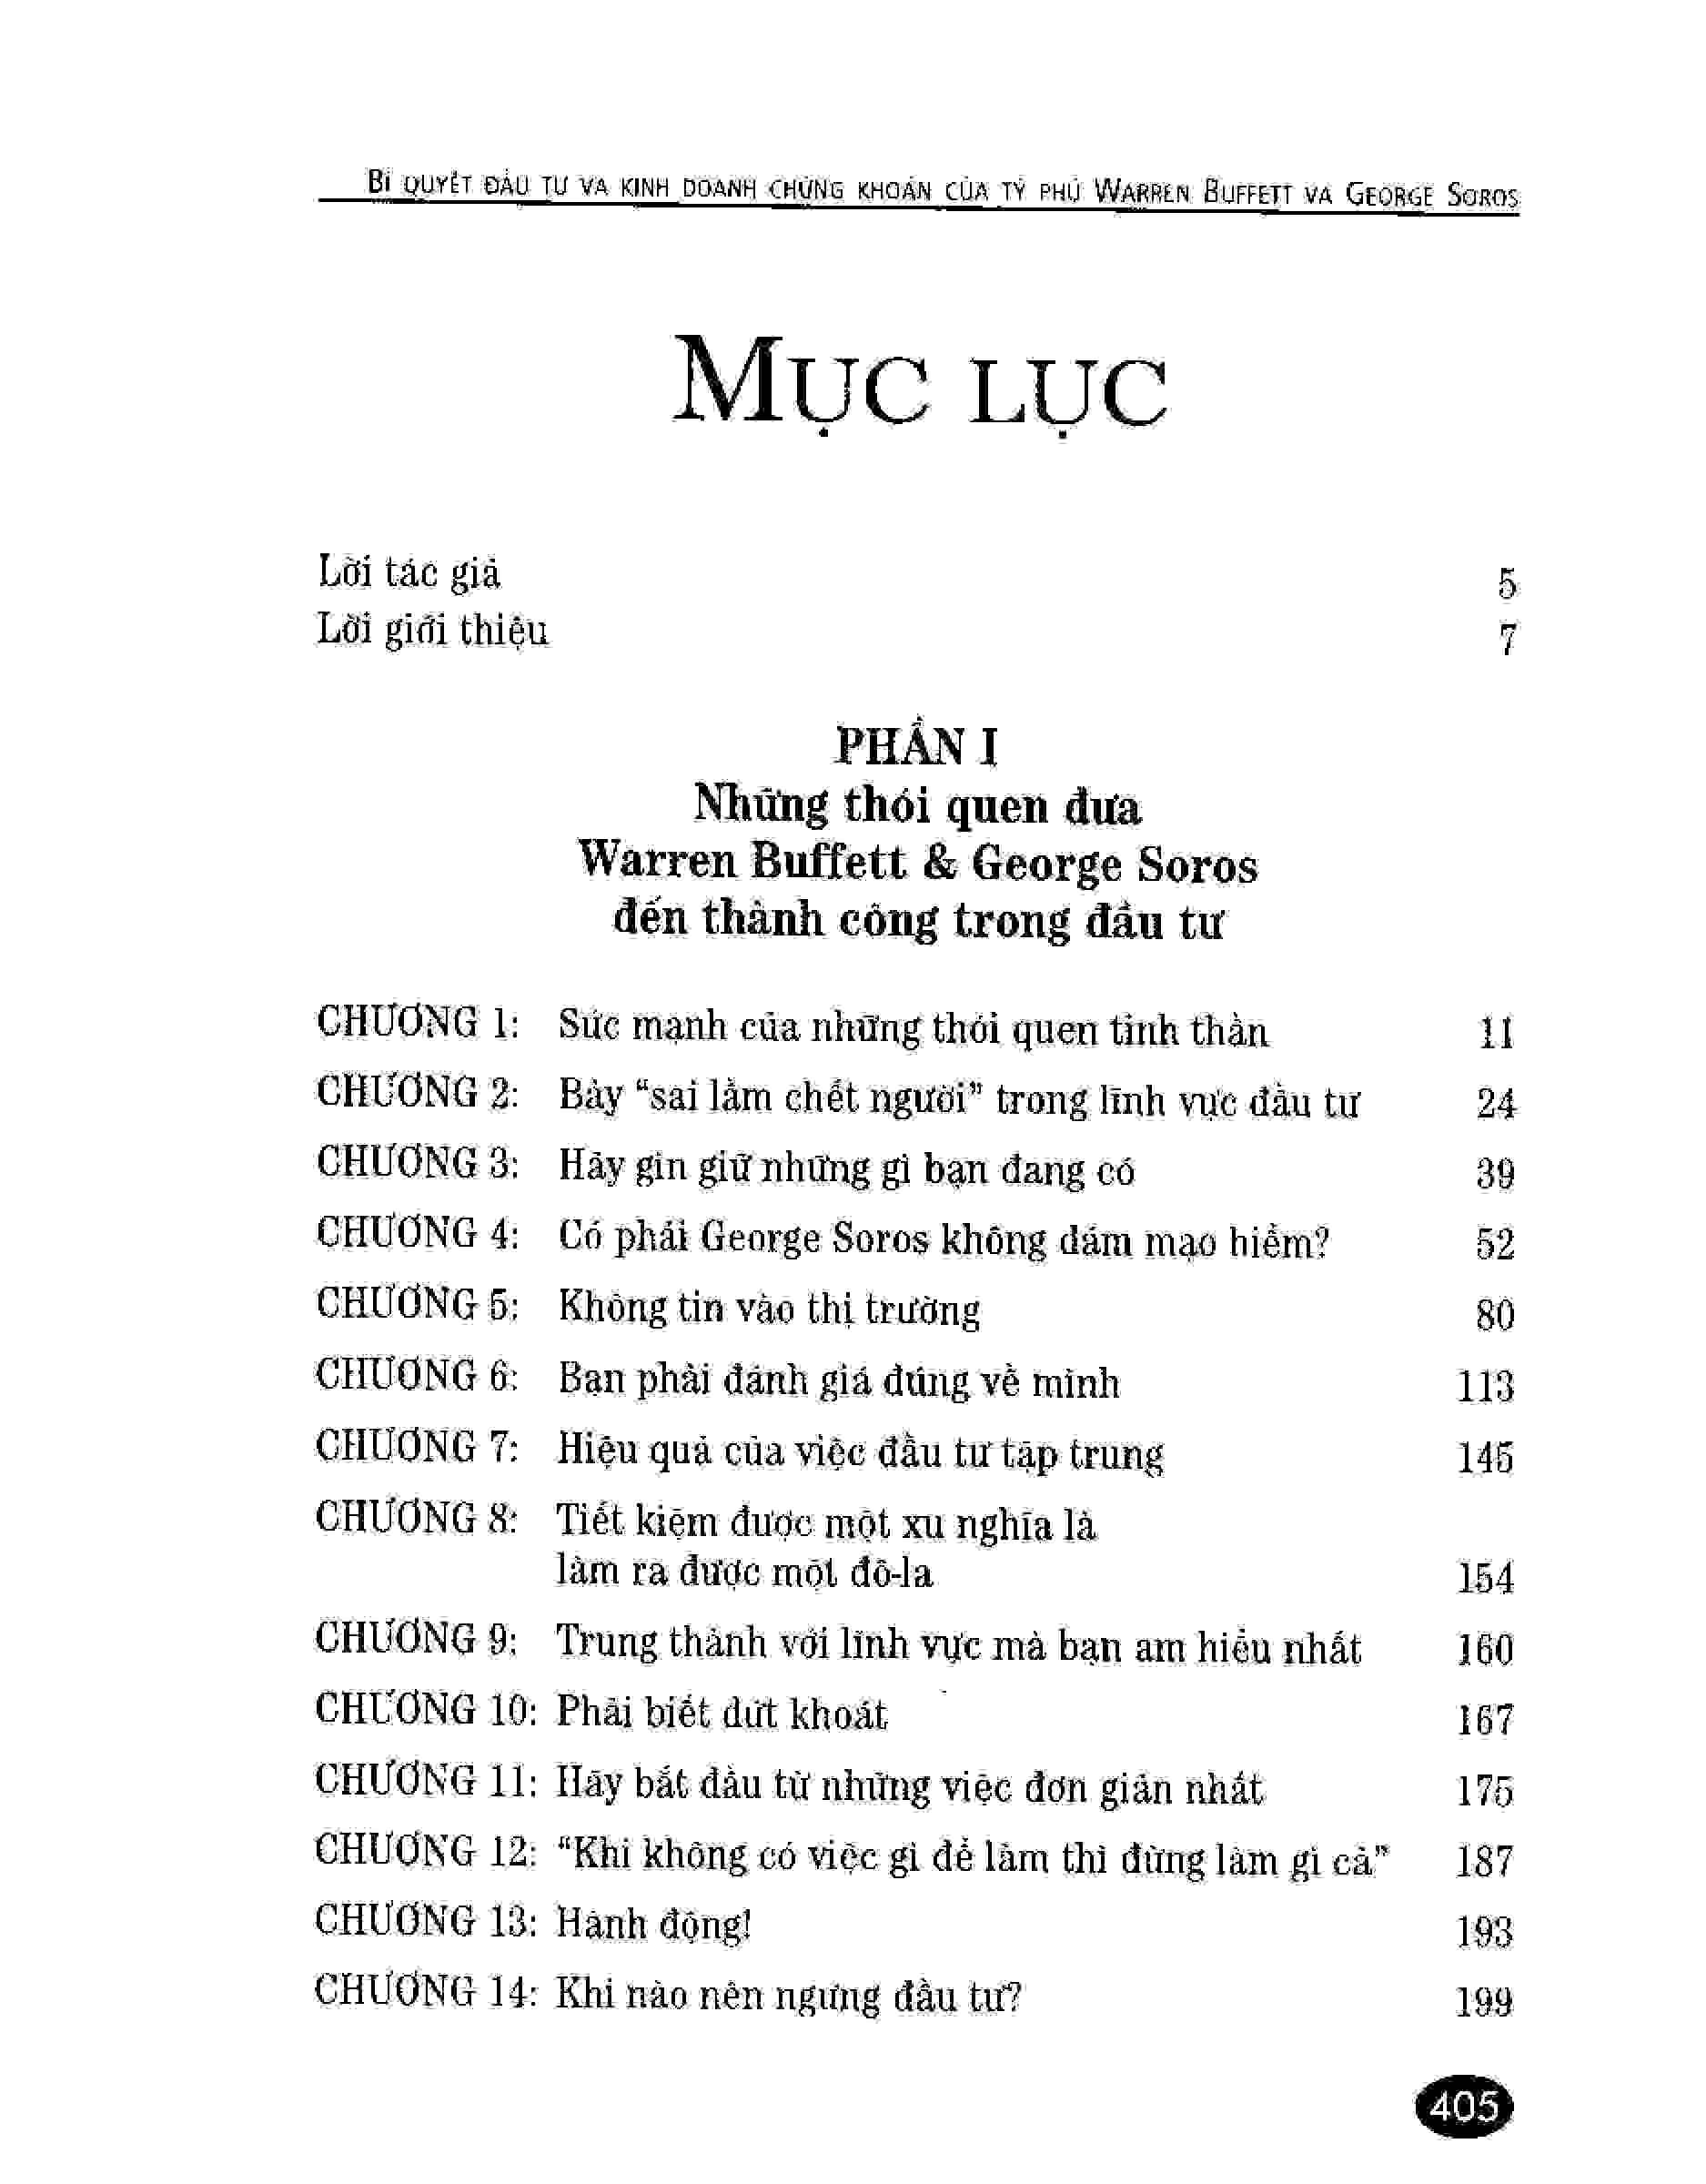 BÍ QUYẾT ĐẦU TƯ VÀ KINH DOANH CHỨNG KHOÁN CỦA TỶ PHÚ WARREN BUFFETT VÀ GEORGE SOROS
MỤC LỤC
Lời tác giả 5
Lời giới thiệu 7
PHẦN I
Những thói quen đưa
Warren Buffett & George Soros
đến thành công trong đầu tư
CHƯƠNG 1: Sức mạnh của những thói quen tinh thần 11
CHƯƠNG 2: Bảy “sai lầm chết người” trong lĩnh vực đầu tư 24
CHƯƠNG 3: Hãy gìn giữ những gì bạn đang có 39
CHƯƠNG 4: Có phải George Soros không dám mạo hiểm? 52
CHƯƠNG 5: Không tin vào thị trường 80
CHƯƠNG 6: Bạn phải đánh giá đúng về mình 113
CHƯƠNG 7: Hiệu quả của việc đầu tư tập trung 145
CHƯƠNG 8: Tiết kiệm được một xu nghĩa là
làm ra được một đô-la 154
CHƯƠNG 9: Trung thành với lĩnh vực mà bạn am hiểu nhất 160
CHƯƠNG 10: Phải biết dứt khoát 167
CHƯƠNG 11: Hãy bắt đầu từ những việc đơn giản nhất 175
CHƯƠNG 12: “Khi không có việc gì để làm thì đừng làm gì cả” 187
CHƯƠNG 13: Hành động! 193
CHƯƠNG 14: Khi nào nên ngưng đầu tư? 199
405